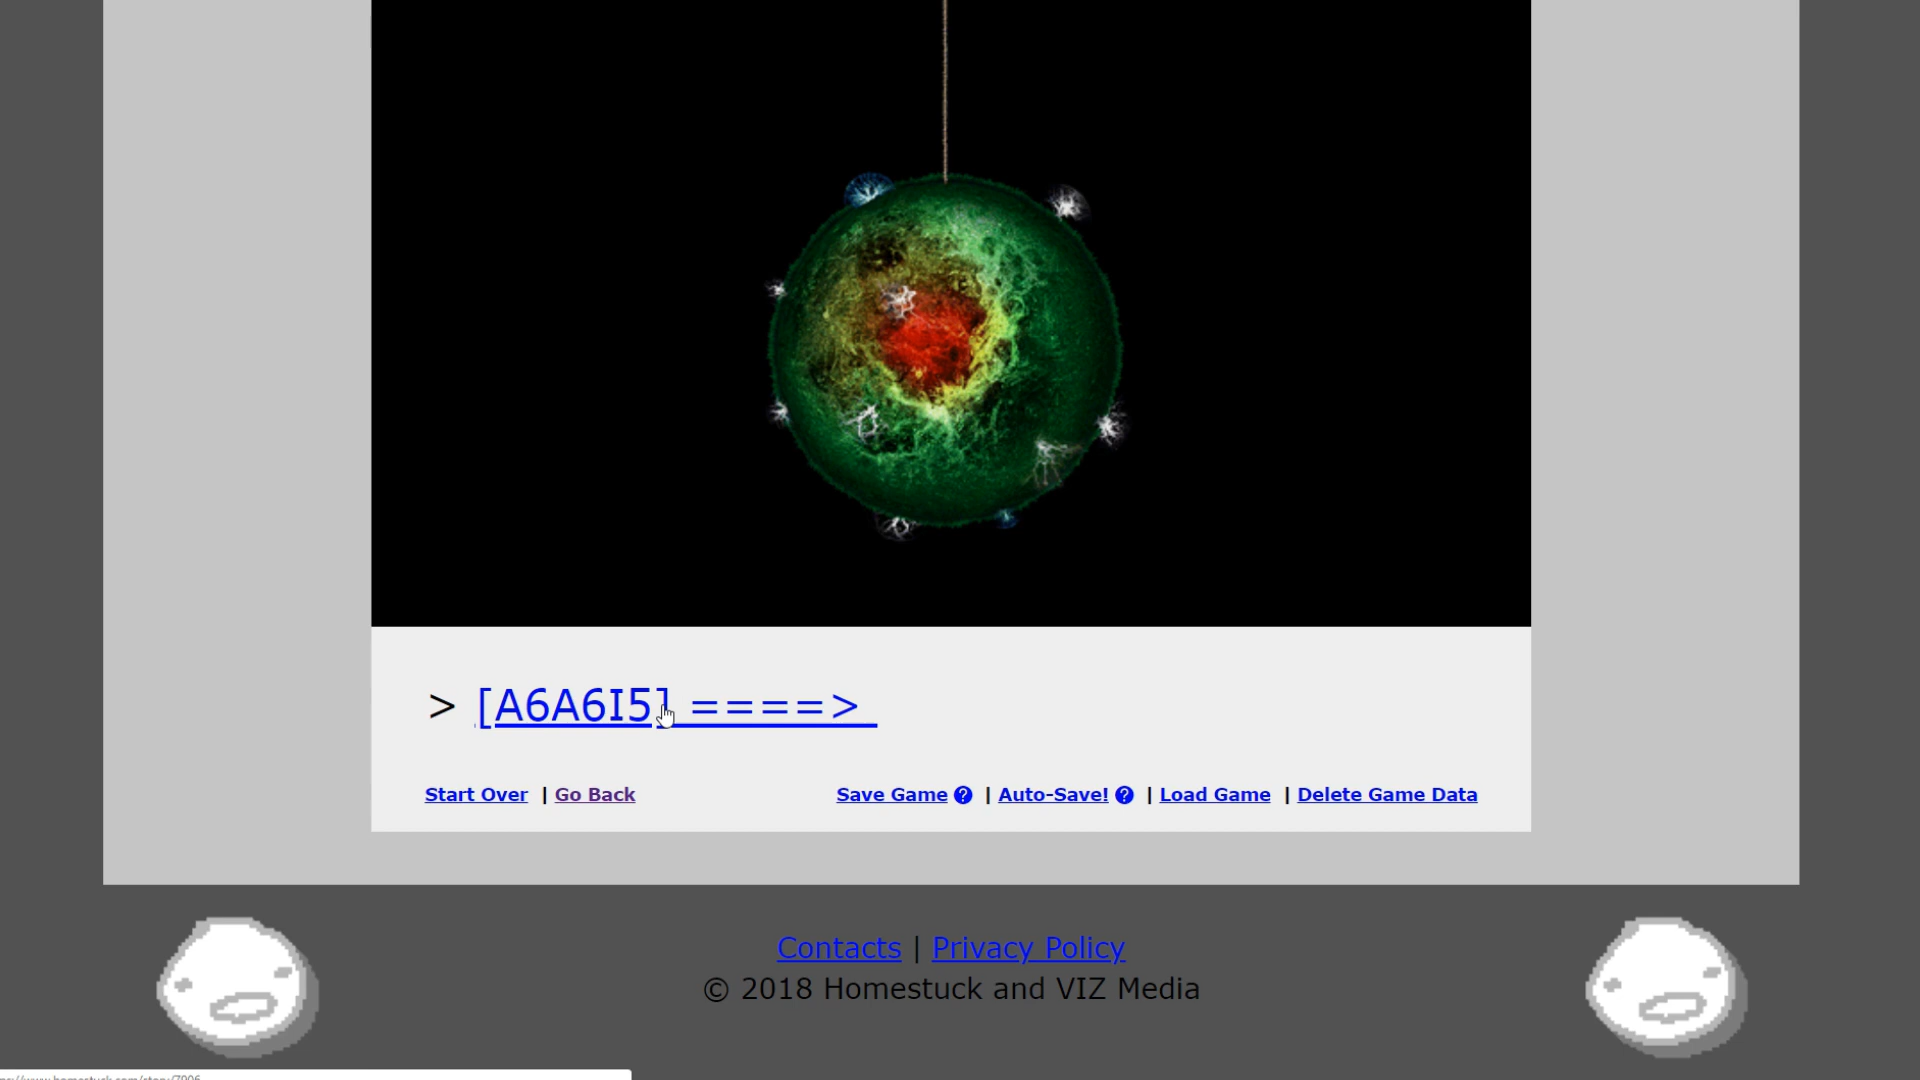 > [A6A6I5] ====>
Start Over | Go Back Save Game ? | Auto-Save! ? | Load Game | Delete Game Data
Contacts | Privacy Policy
© 2018 Homestuck and VIZ Media